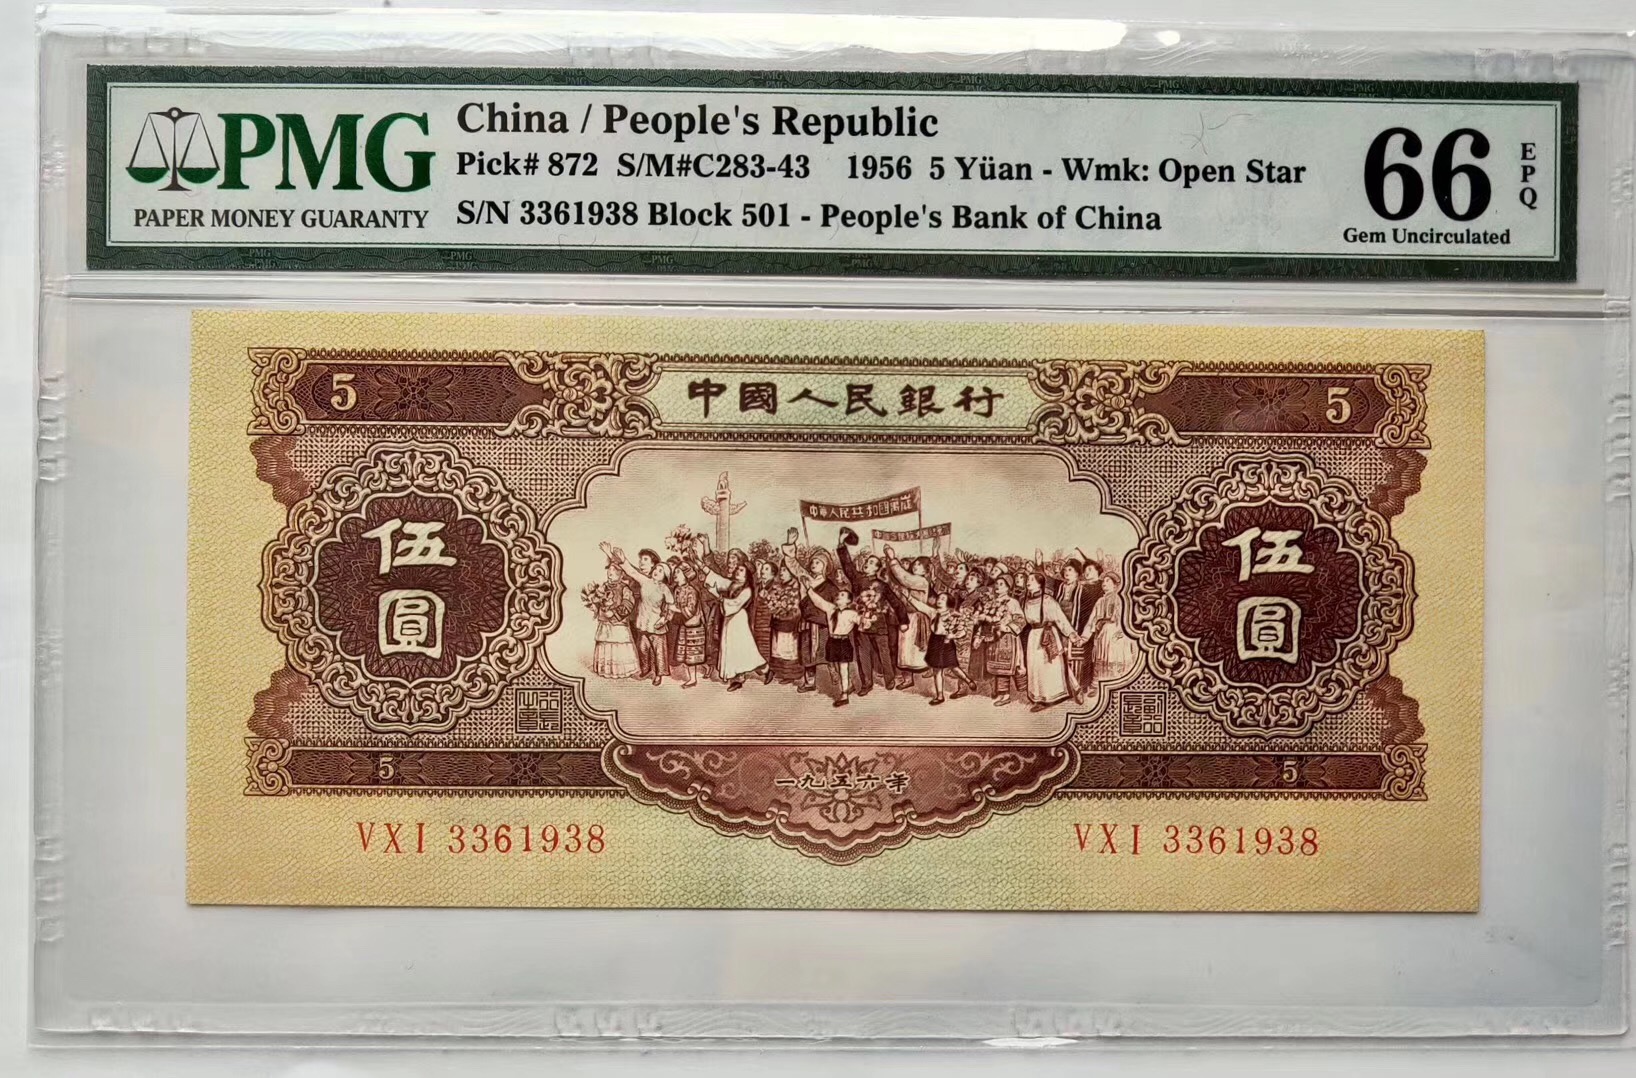 PMG
PAPER MONEY GUARANTY
China / People's Republic
Pick# 872 S/M#C283-43 1956 5 Yüan - Wmk: Open Star
S/N 3361938 Block 501 - People's Bank of China
66
EPQ
Gem Uncirculated
5
中國人民銀行
5
中華人民共和國萬歲
伍圓
伍圓
5
一九五六年
5
VXI 3361938
VXI 3361938